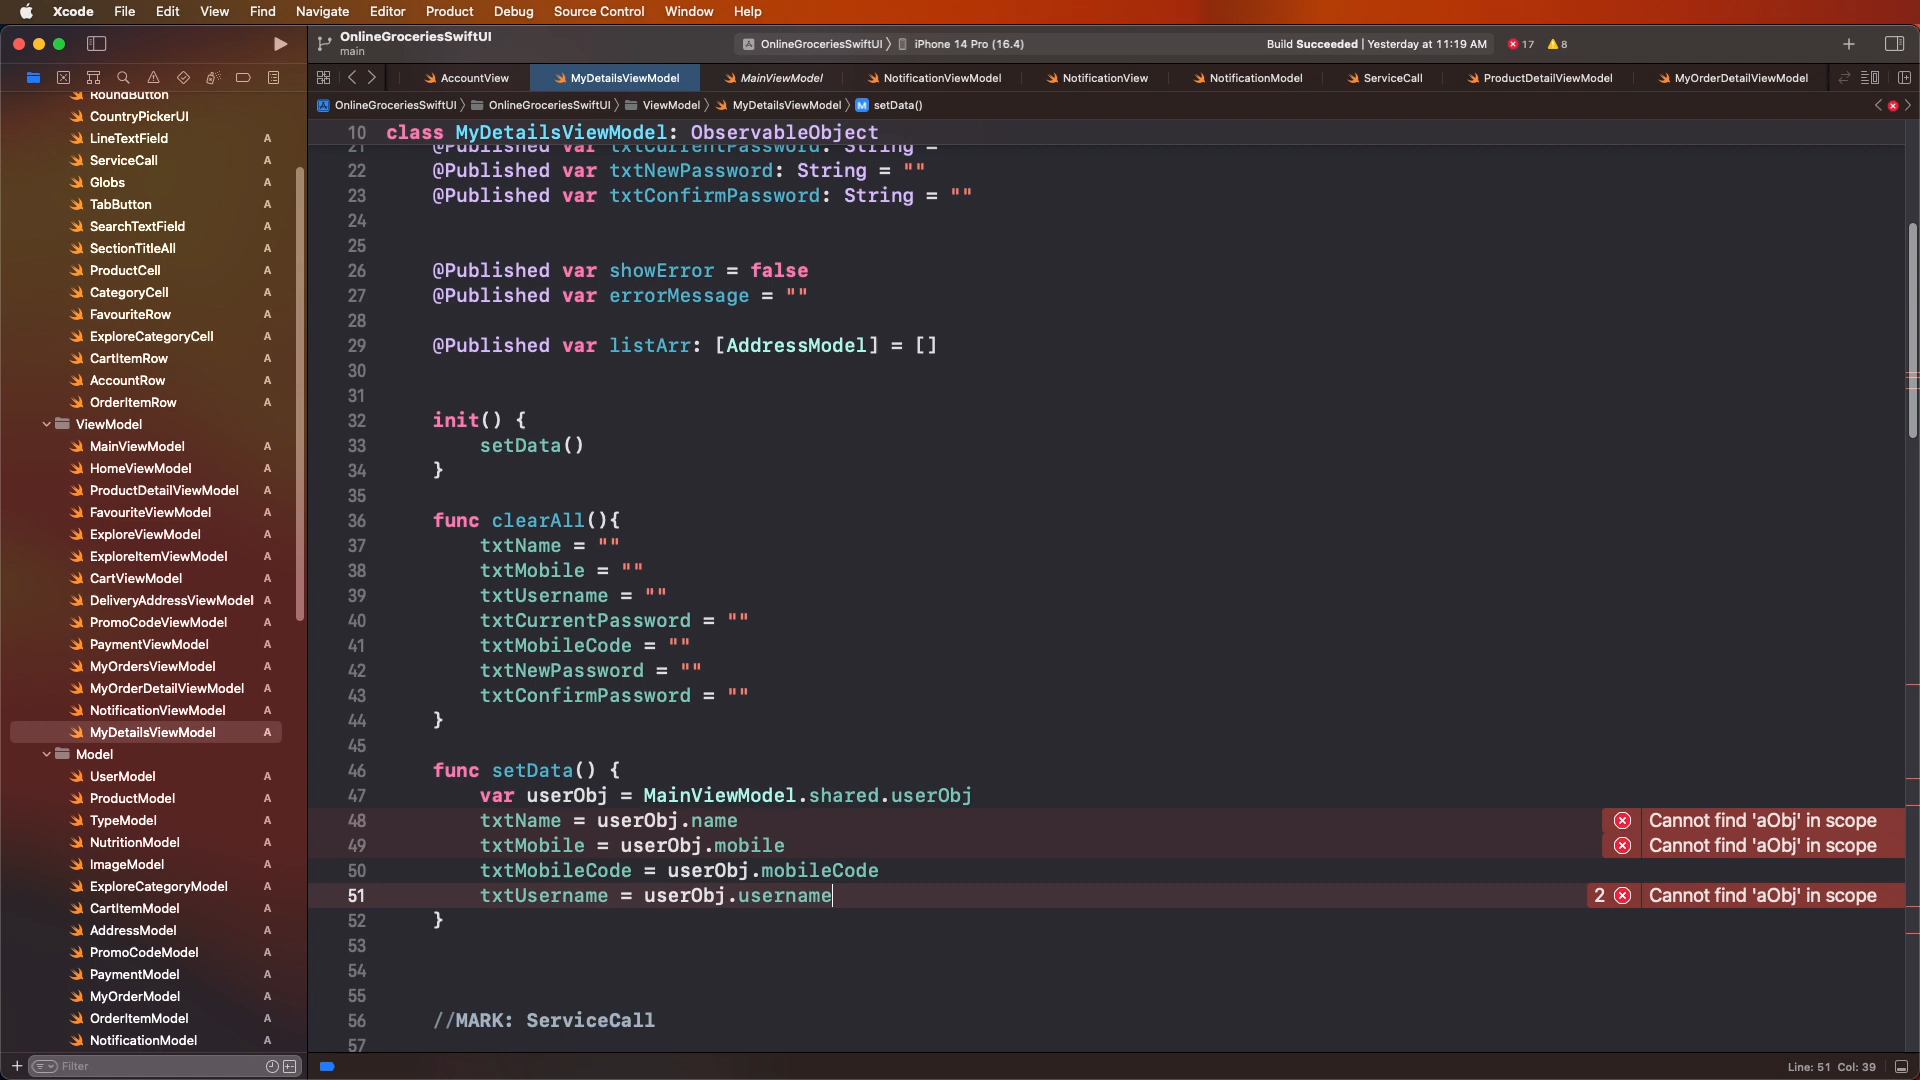 Xcode File Edit View Find Navigate Editor Product Debug Source Control Window Help
OnlineGroceriesSwiftUI
main
OnlineGroceriesSwiftUI iPhone 14 Pro (16.4)
Build Succeeded | Yesterday at 11:19 AM 17 8
AccountView MyDetailsViewModel MainViewModel NotificationViewModel NotificationView NotificationModel ServiceCall ProductDetailViewModel MyOrderDetailViewModel
OnlineGroceriesSwiftUI OnlineGroceriesSwiftUI ViewModel MyDetailsViewModel M setData()
RoundButton
CountryPickerUI
LineTextField A
ServiceCall A
Globs A
TabButton A
SearchTextField A
SectionTitleAll A
ProductCell A
CategoryCell A
FavouriteRow A
ExploreCategoryCell A
CartItemRow A
AccountRow A
OrderItemRow A
ViewModel
MainViewModel A
HomeViewModel A
ProductDetailViewModel A
FavouriteViewModel A
ExploreViewModel A
ExploreItemViewModel A
CartViewModel A
DeliveryAddressViewModel A
PromoCodeViewModel A
PaymentViewModel A
MyOrdersViewModel A
MyOrderDetailViewModel A
NotificationViewModel A
MyDetailsViewModel A
Model
UserModel A
ProductModel A
TypeModel A
NutritionModel A
ImageModel A
ExploreCategoryModel A
CartItemModel A
AddressModel A
PromoCodeModel A
PaymentModel A
MyOrderModel A
OrderItemModel A
NotificationModel A
Filter
10 class MyDetailsViewModel: ObservableObject
21 @Published var txtCurrentPassword: String =
22 @Published var txtNewPassword: String = ""
23 @Published var txtConfirmPassword: String = ""
24
25
26 @Published var showError = false
27 @Published var errorMessage = ""
28
29 @Published var listArr: [AddressModel] = []
30
31
32 init() {
33 setData()
34 }
35
36 func clearAll(){
37 txtName = ""
38 txtMobile = ""
39 txtUsername = ""
40 txtCurrentPassword = ""
41 txtMobileCode = ""
42 txtNewPassword = ""
43 txtConfirmPassword = ""
44 }
45
46 func setData() {
47 var userObj = MainViewModel.shared.userObj
48 txtName = userObj.name Cannot find 'aObj' in scope
49 txtMobile = userObj.mobile Cannot find 'aObj' in scope
50 txtMobileCode = userObj.mobileCode
51 txtUsername = userObj.username 2 Cannot find 'aObj' in scope
52 }
53
54
55
56 //MARK: ServiceCall
57
Line: 51 Col: 39